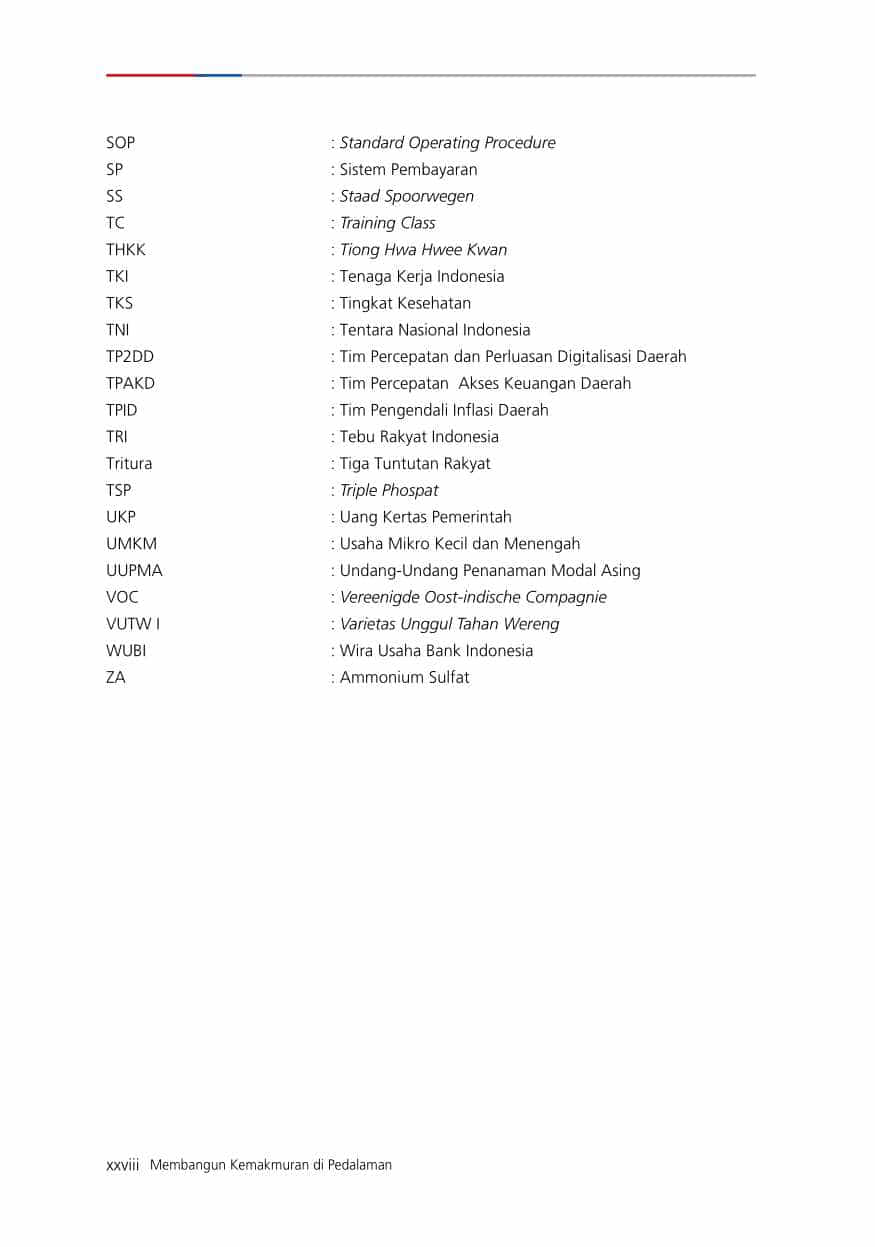 SOP : Standard Operating Procedure
SP : Sistem Pembayaran
SS : Staad Spoorwegen
TC : Training Class
THKK : Tiong Hwa Hwee Kwan
TKI : Tenaga Kerja Indonesia
TKS : Tingkat Kesehatan
TNI : Tentara Nasional Indonesia
TP2DD : Tim Percepatan dan Perluasan Digitalisasi Daerah
TPAKD : Tim Percepatan  Akses Keuangan Daerah
TPID : Tim Pengendali Inflasi Daerah
TRI : Tebu Rakyat Indonesia
Tritura : Tiga Tuntutan Rakyat
TSP : Triple Phospat
UKP : Uang Kertas Pemerintah
UMKM : Usaha Mikro Kecil dan Menengah
UUPMA : Undang-Undang Penanaman Modal Asing
VOC : Vereenigde Oost-indische Compagnie
VUTW I : Varietas Unggul Tahan Wereng
WUBI : Wira Usaha Bank Indonesia
ZA : Ammonium Sulfat
xxviii Membangun Kemakmuran di Pedalaman